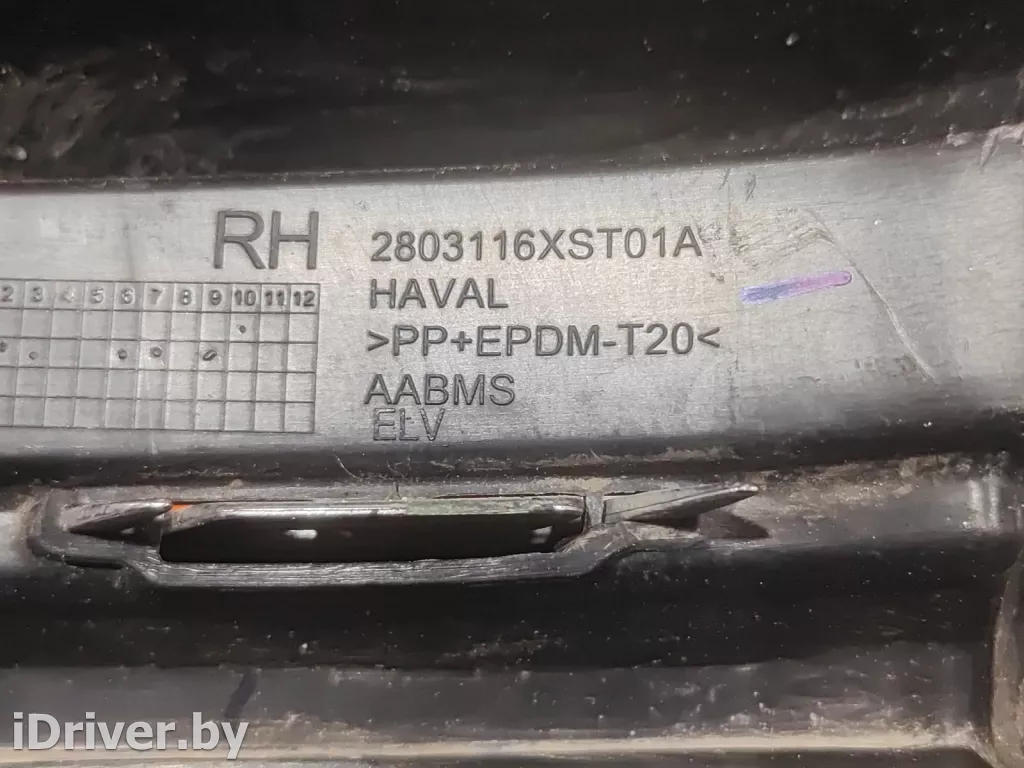 RH
2803116XST01A
HAVAL
2 3 4 5 6 7 8 9 10 11 12
>PP+EPDM-T20<
AABMS
ELV
iDriver.by